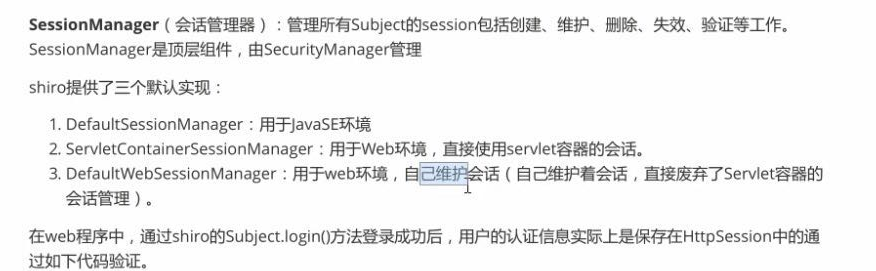 SessionManager（会话管理器）：管理所有Subject的session包括创建、维护、删除、失效、验证等工作。
SessionManager是顶层组件，由SecurityManager管理
shiro提供了三个默认实现：
1. DefaultSessionManager：用于JavaSE环境
2. ServletContainerSessionManager：用于Web环境，直接使用servlet容器的会话。
3. DefaultWebSessionManager：用于web环境，自己维护会话（自己维护着会话，直接废弃了Servlet容器的
会话管理）。
在web程序中，通过shiro的Subject.login()方法登录成功后，用户的认证信息实际上是保存在HttpSession中的通
过如下代码验证。